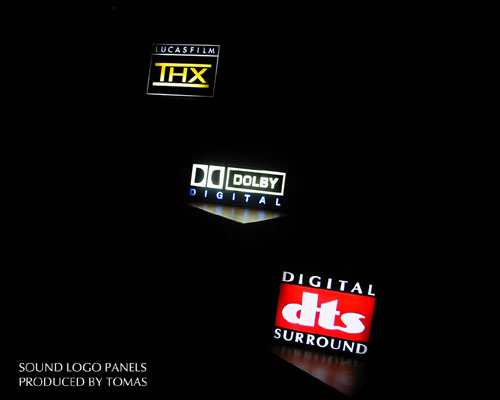 LUCASFILM
THX
DOLBY
DIGITAL
DIGITAL
dts
SURROUND
SOUND LOGO PANELS
PRODUCED BY TOMAS